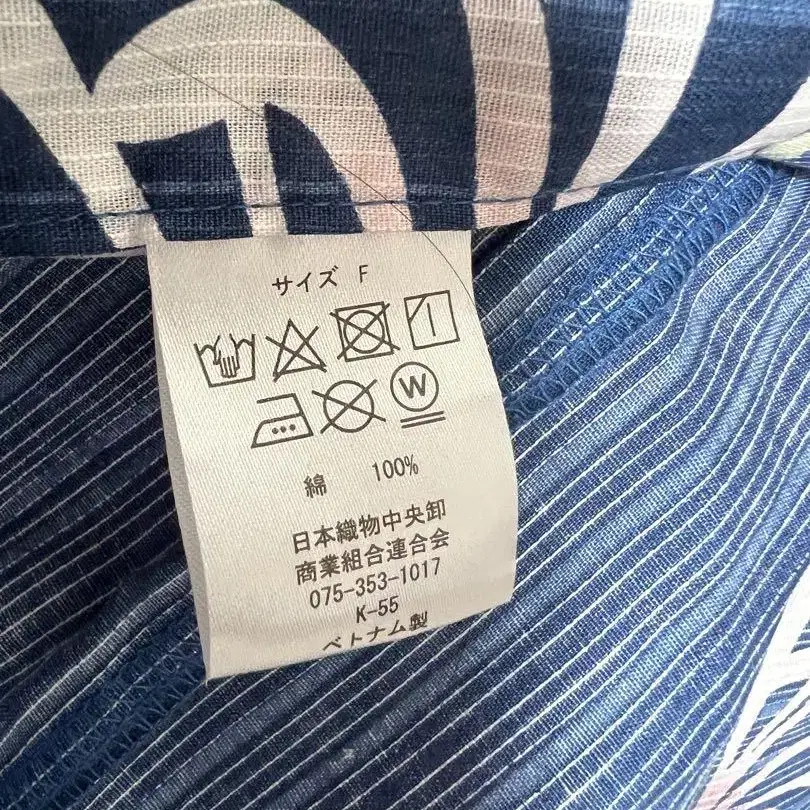 サイズ F
W
綿 100%
日本織物中央卸
商業組合連合会
075-353-1017
K-55
ベトナム製